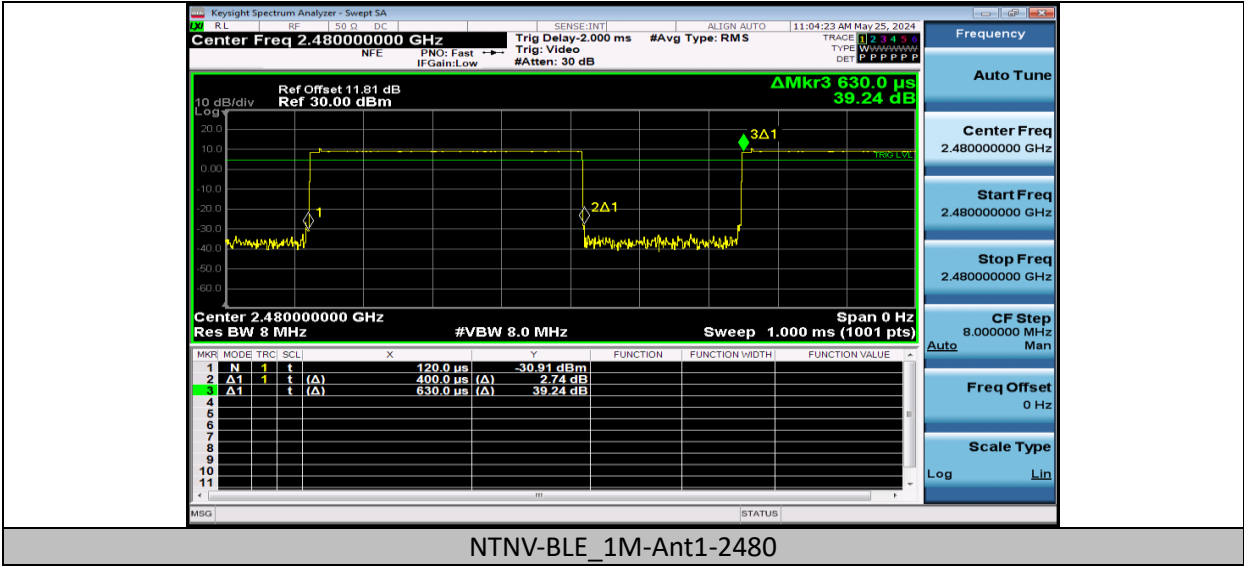 Keysight Spectrum Analyzer - Swept SA
LXI RL RF 50 Ω DC SENSE:INT ALIGN AUTO 11:04:23 AM May 25, 2024
Center Freq 2.480000000 GHz
NFE
PNO: Fast
IFGain:Low
Trig Delay-2.000 ms
Trig: Video
#Atten: 30 dB
#Avg Type: RMS
TRACE 1 2 3 4 5 6
TYPE WWWWWW
DET P P P P P P
Frequency
Auto Tune
Center Freq
2.480000000 GHz
Start Freq
2.480000000 GHz
Stop Freq
2.480000000 GHz
CF Step
8.000000 MHz
Auto Man
Freq Offset
0 Hz
Scale Type
Log Lin
ΔMkr3 630.0 µs
39.24 dB
Ref Offset 11.81 dB
10 dB/div Ref 30.00 dBm
Log
20.0
10.0
0.00
-10.0
-20.0
-30.0
-40.0
-50.0
-60.0
3Δ1
TRIG LVL
1
2Δ1
Center 2.480000000 GHz Span 0 Hz
Res BW 8 MHz #VBW 8.0 MHz Sweep 1.000 ms (1001 pts)
MKR MODE TRC SCL X Y FUNCTION FUNCTION WIDTH FUNCTION VALUE
1 N 1 t 120.0 µs -30.91 dBm
2 Δ1 1 t (Δ) 400.0 µs (Δ) 2.74 dB
3 Δ1 t (Δ) 630.0 µs (Δ) 39.24 dB
4
5
6
7
8
9
10
11
MSG STATUS
NTNV-BLE_1M-Ant1-2480